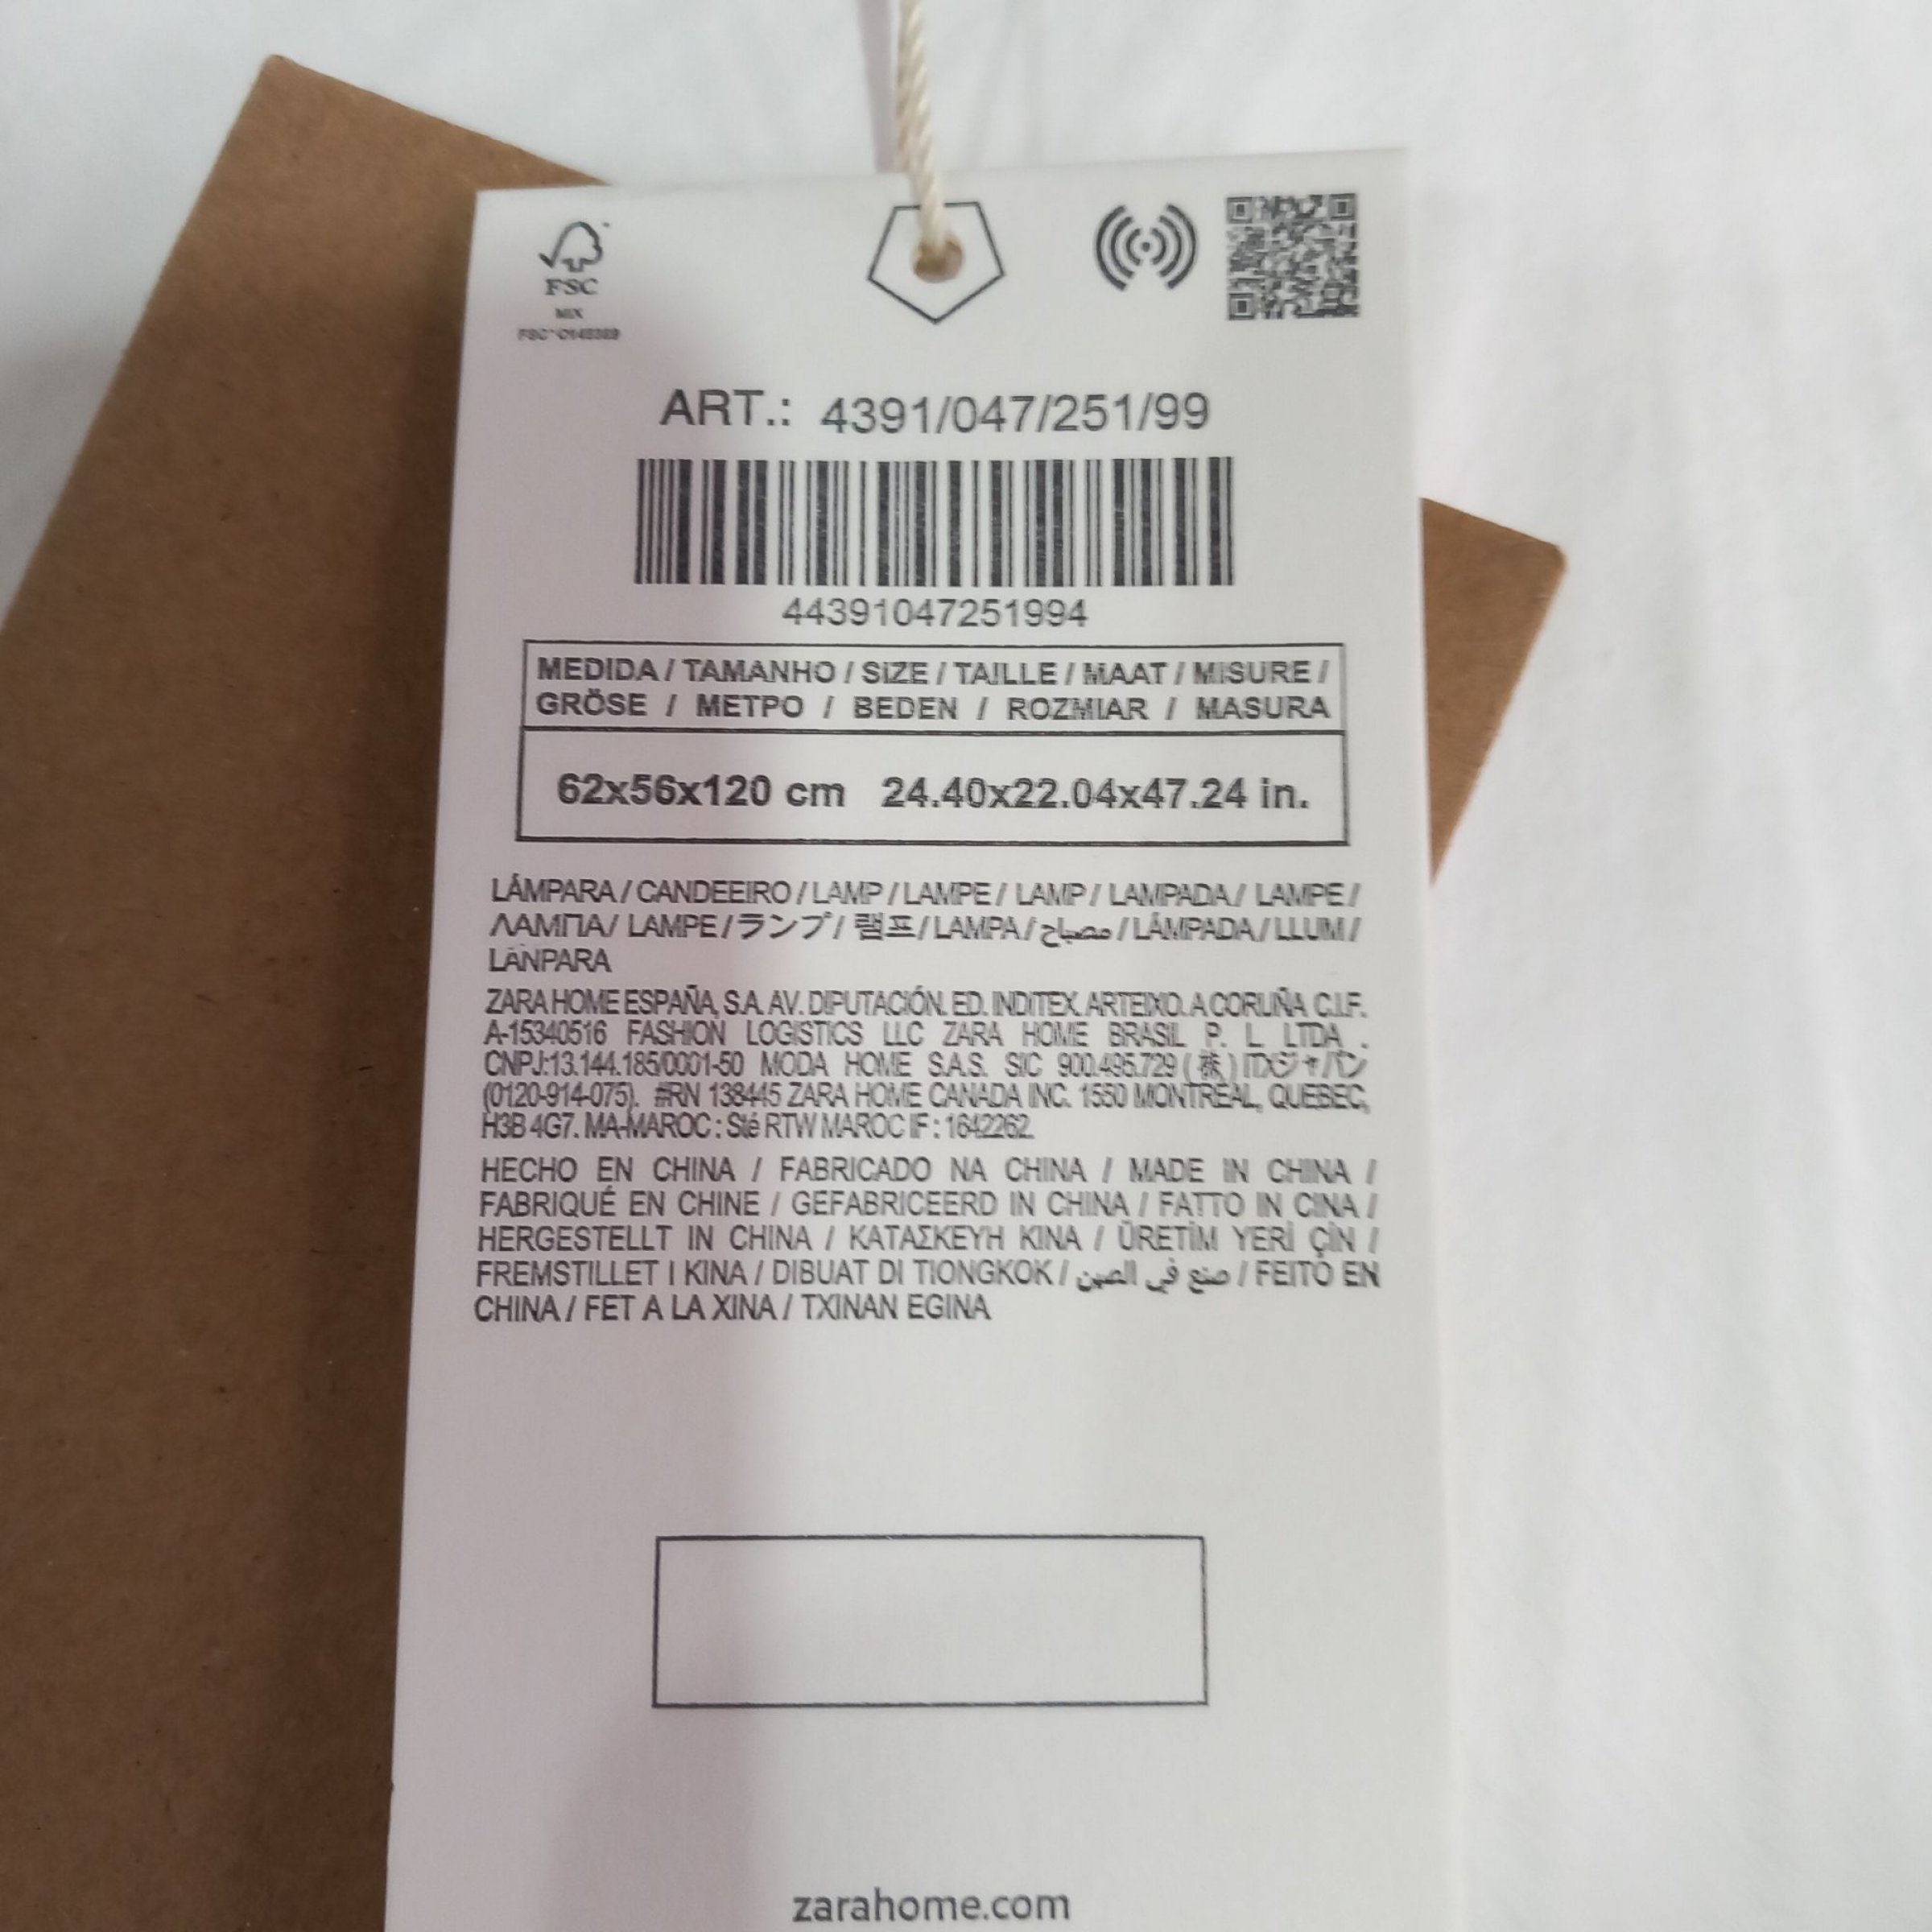 FSC
MIX
ART.: 4391/047/251/99
44391047251994
MEDIDA / TAMANHO / SIZE / TAILLE / MAAT / MISURE /
GRÖSE / ΜΕΤΡΟ / BEDEN / ROZMIAR / MASURA
62x56x120 cm 24.40x22.04x47.24 in.
LÁMPARA / CANDEEIRO / LAMP / LAMPE / LAMP / LAMPADA / LAMPE /
ΛΑΜΠΑ / LAMPE / ランプ / 램프 / LAMPA / مصباح / LÁMPADA / LLUM /
LANPARA
ZARA HOME ESPAÑA, S.A. AV. DIPUTACIÓN. ED. INDITEX. ARTEIXO. A CORUÑA C.I.F.
A-15340516 FASHION LOGISTICS LLC ZARA HOME BRASIL P. L. LTDA .
CNPJ:13.144.185/0001-50 MODA HOME S.A.S. SIC 900.495.729 (株) ITXジャパン
(0120-914-075). #RN 138445 ZARA HOME CANADA INC. 1550 MONTREAL, QUEBEC,
H3B 4G7. MA-MAROC : Sté RTW MAROC IF : 1642262.
HECHO EN CHINA / FABRICADO NA CHINA / MADE IN CHINA /
FABRIQUÉ EN CHINE / GEFABRICEERD IN CHINA / FATTO IN CINA /
HERGESTELLT IN CHINA / ΚΑΤΑΣΚΕΥΗ ΚΙΝΑ / ÜRETİM YERİ ÇİN /
FREMSTILLET I KINA / DIBUAT DI TIONGKOK / صنع في الصين / FEITO EN
CHINA / FET A LA XINA / TXINAN EGINA
zarahome.com